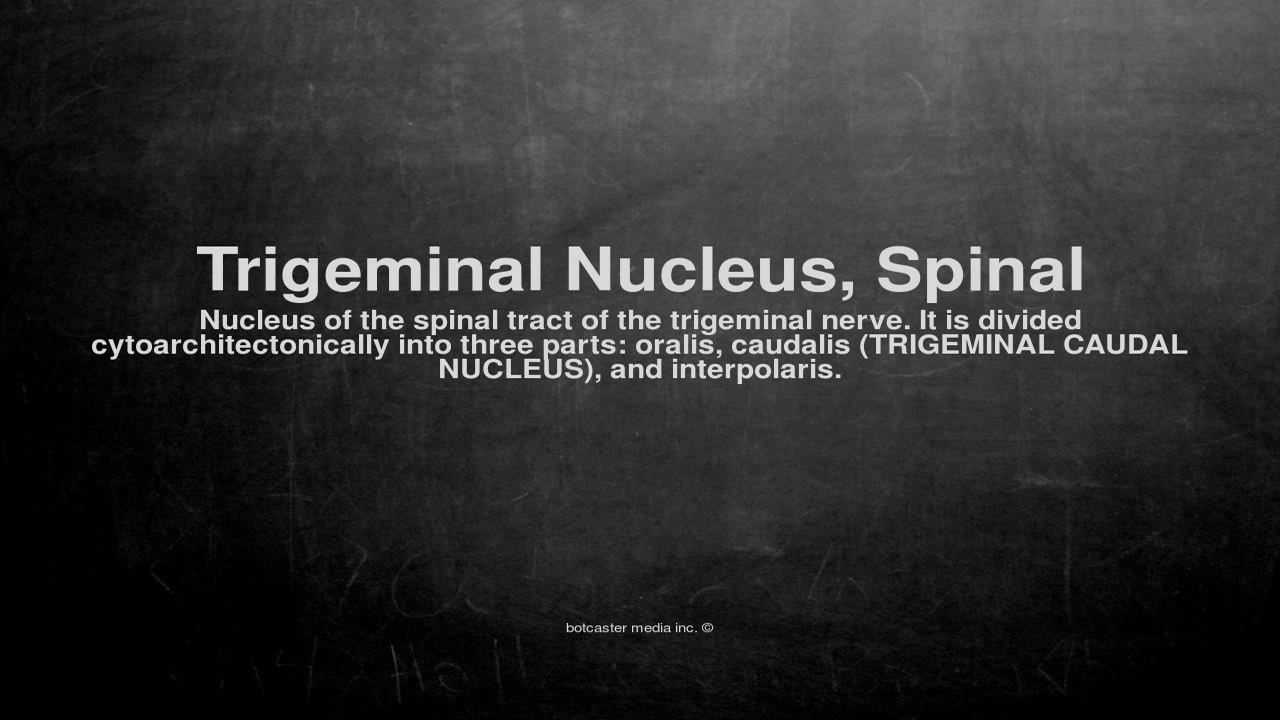 Trigeminal Nucleus, Spinal
Nucleus of the spinal tract of the trigeminal nerve. It is divided
cytoarchitectonically into three parts: oralis, caudalis (TRIGEMINAL CAUDAL
NUCLEUS), and interpolaris.
botcaster media inc. ©